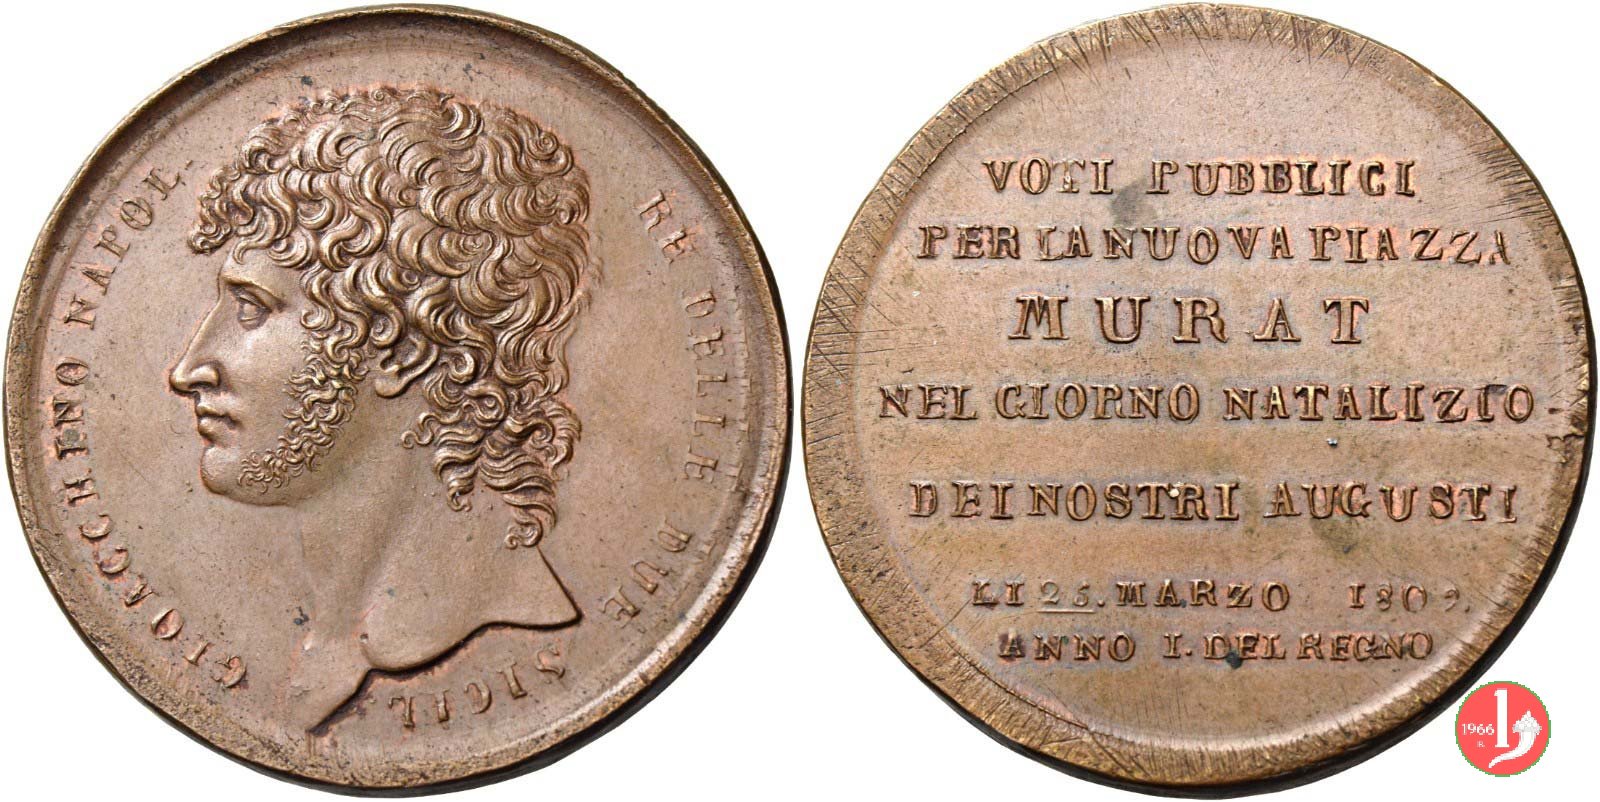 GIOACCHINO NAPOL. RE DELLE DUE SICIL.
VOTI PUBBLICI
PER LA NUOVA PIAZZA
MURAT
NEL GIORNO NATALIZIO
DEI NOSTRI AUGUSTI
LI 25. MARZO 1809.
ANNO I. DEL REGNO
1966
B.